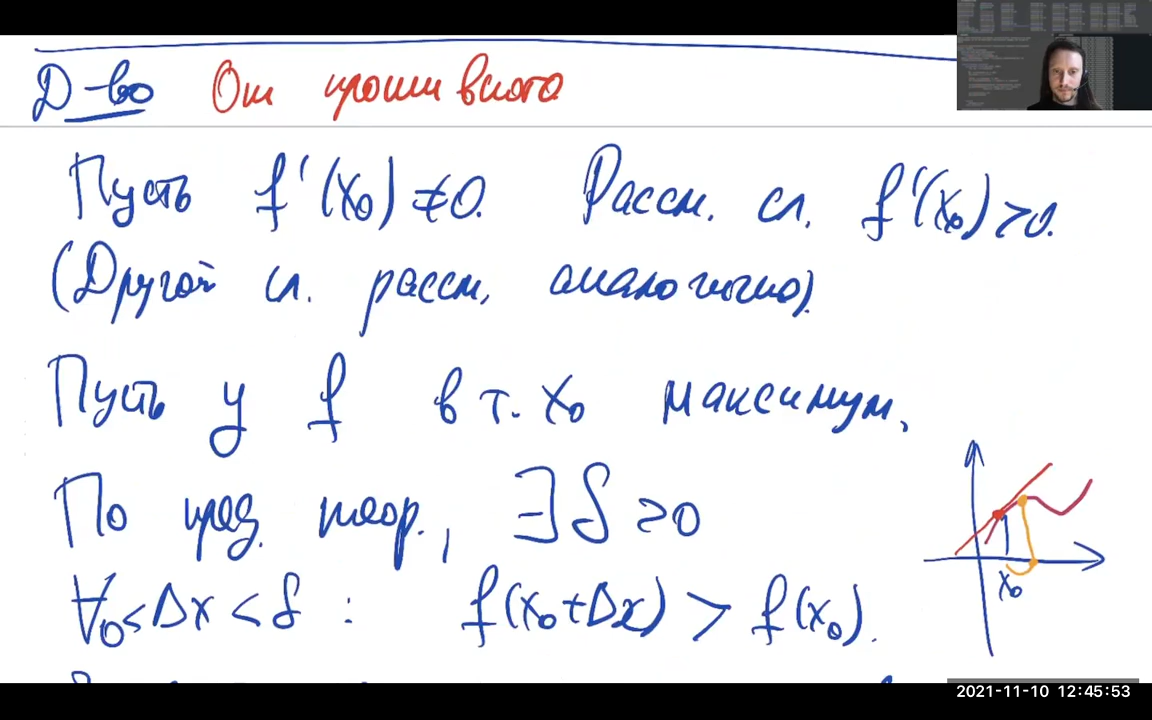 Д-во От противного
Пусть f'(x₀) ≠ 0. Рассм. сл. f'(x₀) > 0.
(Другой сл. рассм. аналогично).
Пусть у f в т. x₀ максимум.
По пред. теор., ∃ δ > 0
∀ 0 < Δx < δ : f(x₀+Δx) > f(x₀).
x₀
2021-11-10 12:45:53